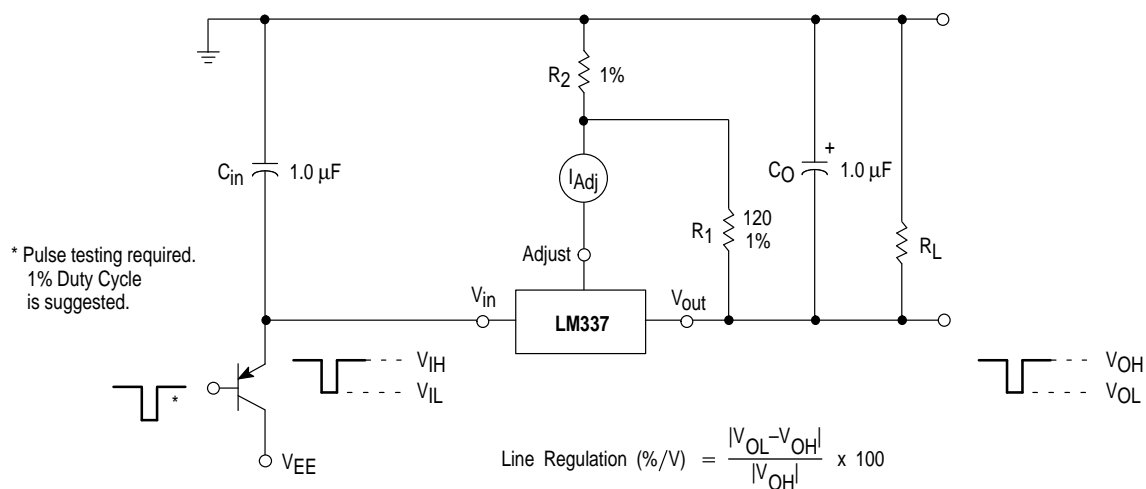 R2 1%
Cin 1.0 μF
IAdj
CO + 1.0 μF
R1 120
1%
RL
* Pulse testing required.
1% Duty Cycle
is suggested.
Adjust
Vin
LM337
Vout
VIH
VIL
*
VEE
VOH
VOL
Line Regulation (%/V) = |VOL–VOH| / |VOH| x 100